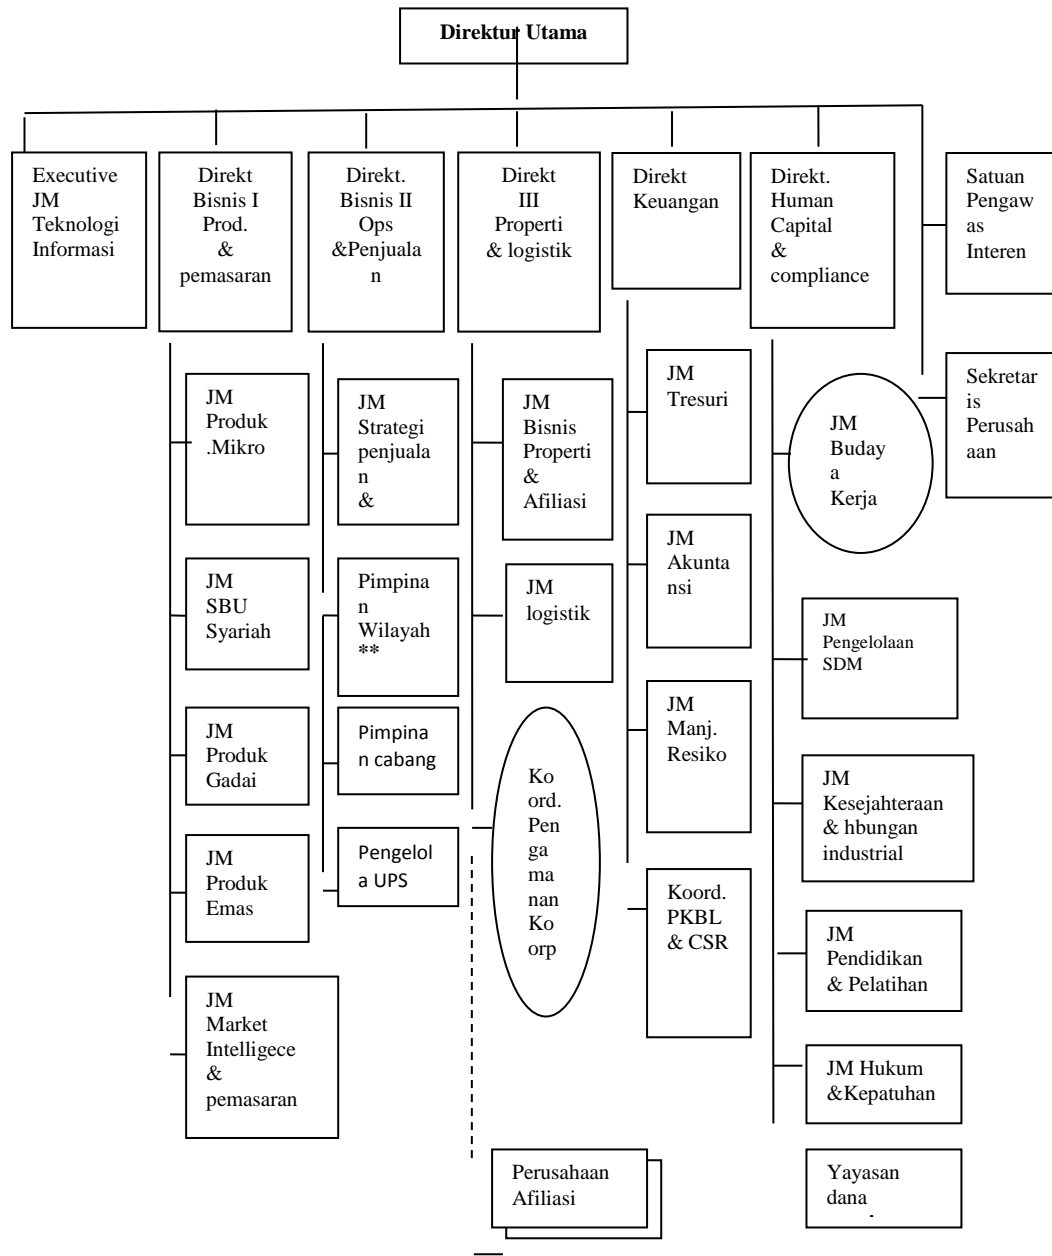 Direktur Utama
Executive
JM
Teknologi
Informasi
Direkt
Bisnis I
Prod.
&
pemasaran
Direkt.
Bisnis II
Ops
&Penjuala
n
Direkt
III
Properti
& logistik
Direkt
Keuangan
Direkt.
Human
Capital
&
compliance
Satuan
Pengaw
as
Interen
Sekretar
is
Perusah
aan
JM
Produk
.Mikro
JM
SBU
Syariah
JM
Produk
Gadai
JM
Produk
Emas
JM
Market
Intelligece
&
pemasaran
JM
Strategi
penjuala
n
&
Pimpina
n
Wilayah
**
Pimpina
n cabang
Pengelol
a UPS
JM
Bisnis
Properti
&
Afiliasi
JM
logistik
Ko
ord.
Pen
ga
ma
nan
Ko
orp
Perusahaan
Afiliasi
JM
Tresuri
JM
Akunta
nsi
JM
Manj.
Resiko
Koord.
PKBL
& CSR
JM
Buday
a
Kerja
JM
Pengelolaan
SDM
JM
Kesejahteraan
& hbungan
industrial
JM
Pendidikan
& Pelatihan
JM Hukum
&Kepatuhan
Yayasan
dana